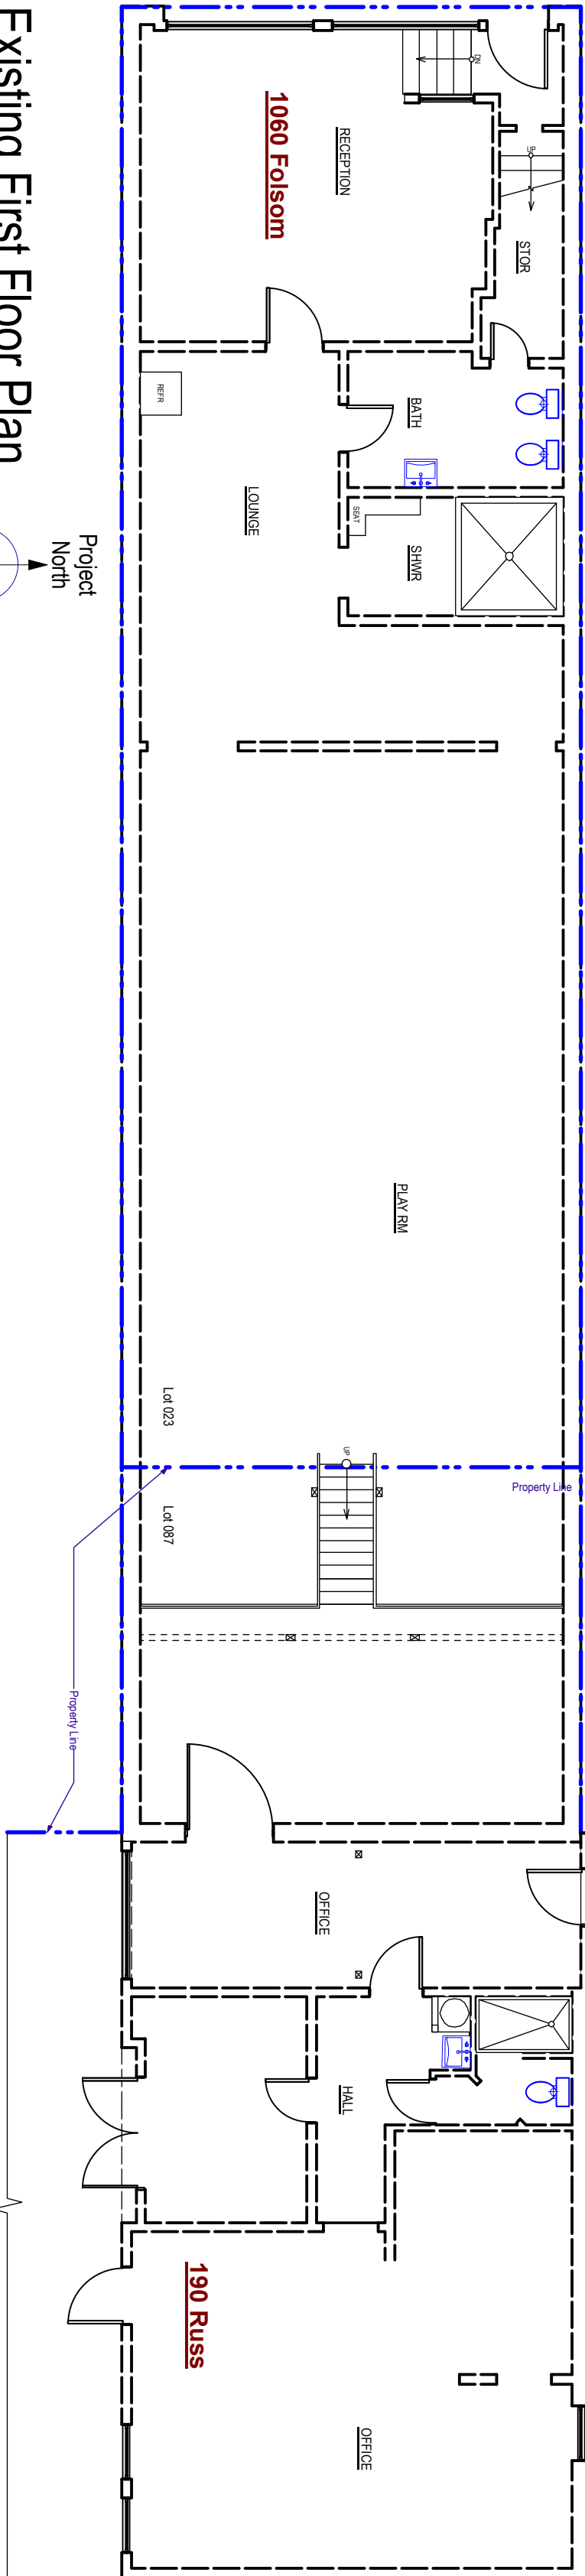 DN
UP
1060 Folsom
RECEPTION
STOR
REFR
BATH
LOUNGE
SEAT
SHWR
Existing First Floor Plan
Project
North
PLAY RM
Lot 023
UP
Property Line
Lot 087
Property Line
OFFICE
HALL
190 Russ
OFFICE